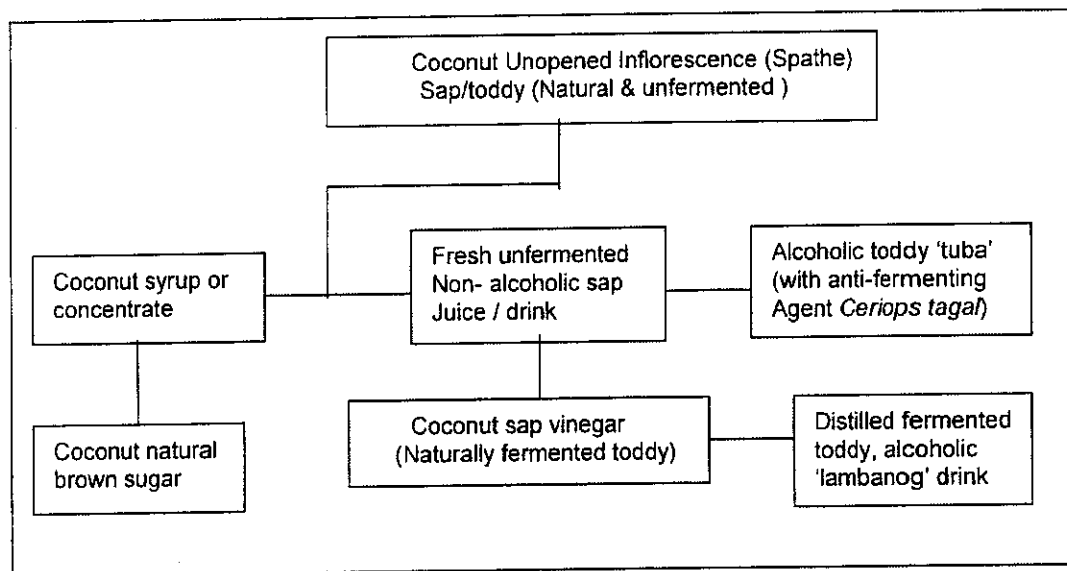 Coconut Unopened Inflorescence (Spathe)
Sap/toddy (Natural & unfermented )
Coconut syrup or
concentrate
Fresh unfermented
Non- alcoholic sap
Juice / drink
Alcoholic toddy 'tuba'
(with anti-fermenting
Agent Ceriops tagal)
Coconut natural
brown sugar
Coconut sap vinegar
(Naturally fermented toddy)
Distilled fermented
toddy, alcoholic
'lambanog' drink